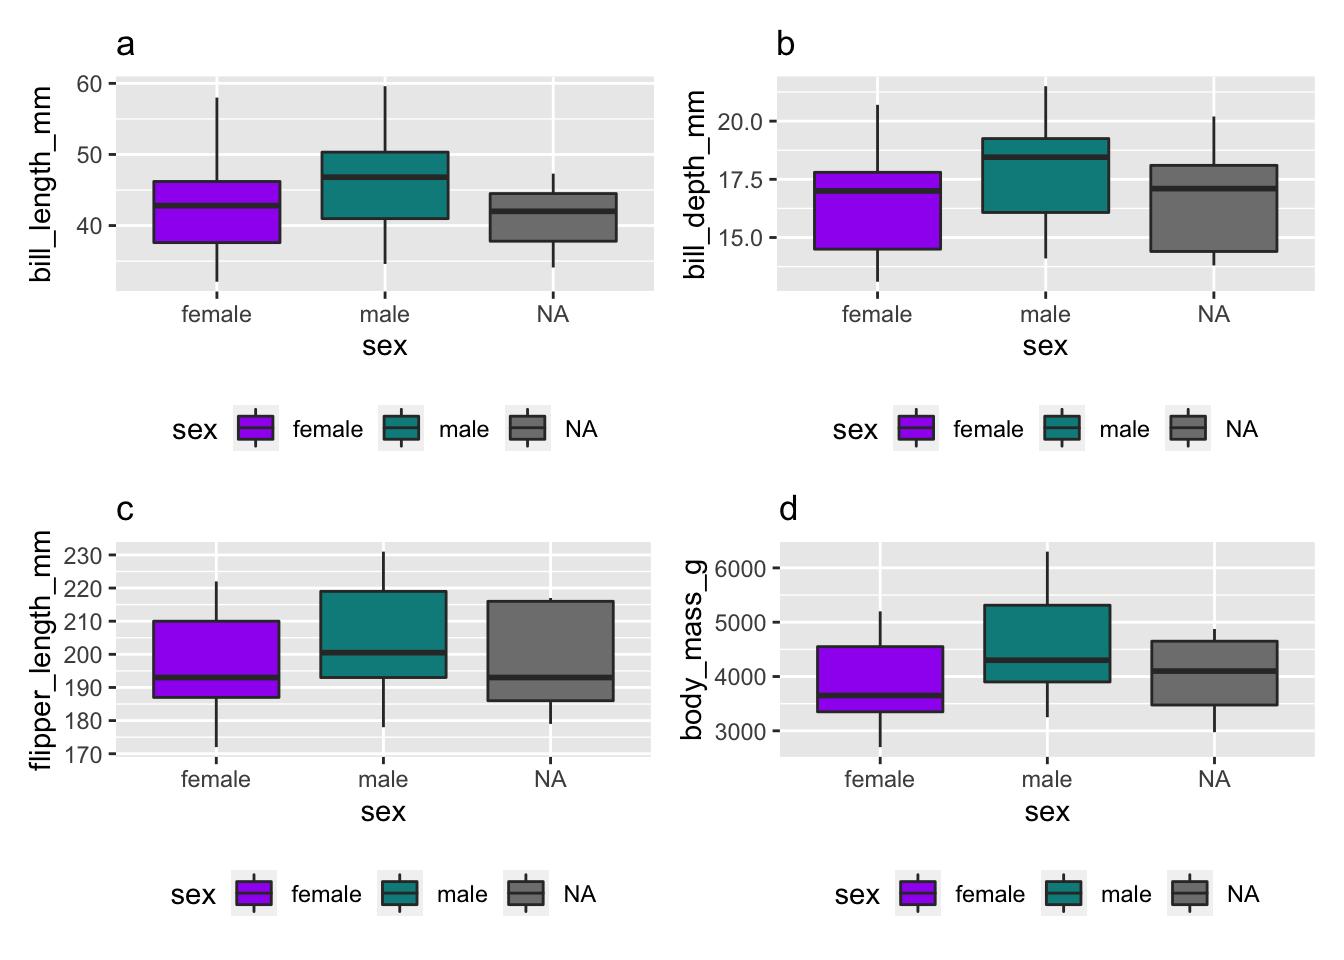 a
bill_length_mm
60
50
40
female male NA
sex
sex female male NA
b
bill_depth_mm
20.0
17.5
15.0
female male NA
sex
sex female male NA
c
flipper_length_mm
230
220
210
200
190
180
170
female male NA
sex
sex female male NA
d
body_mass_g
6000
5000
4000
3000
female male NA
sex
sex female male NA